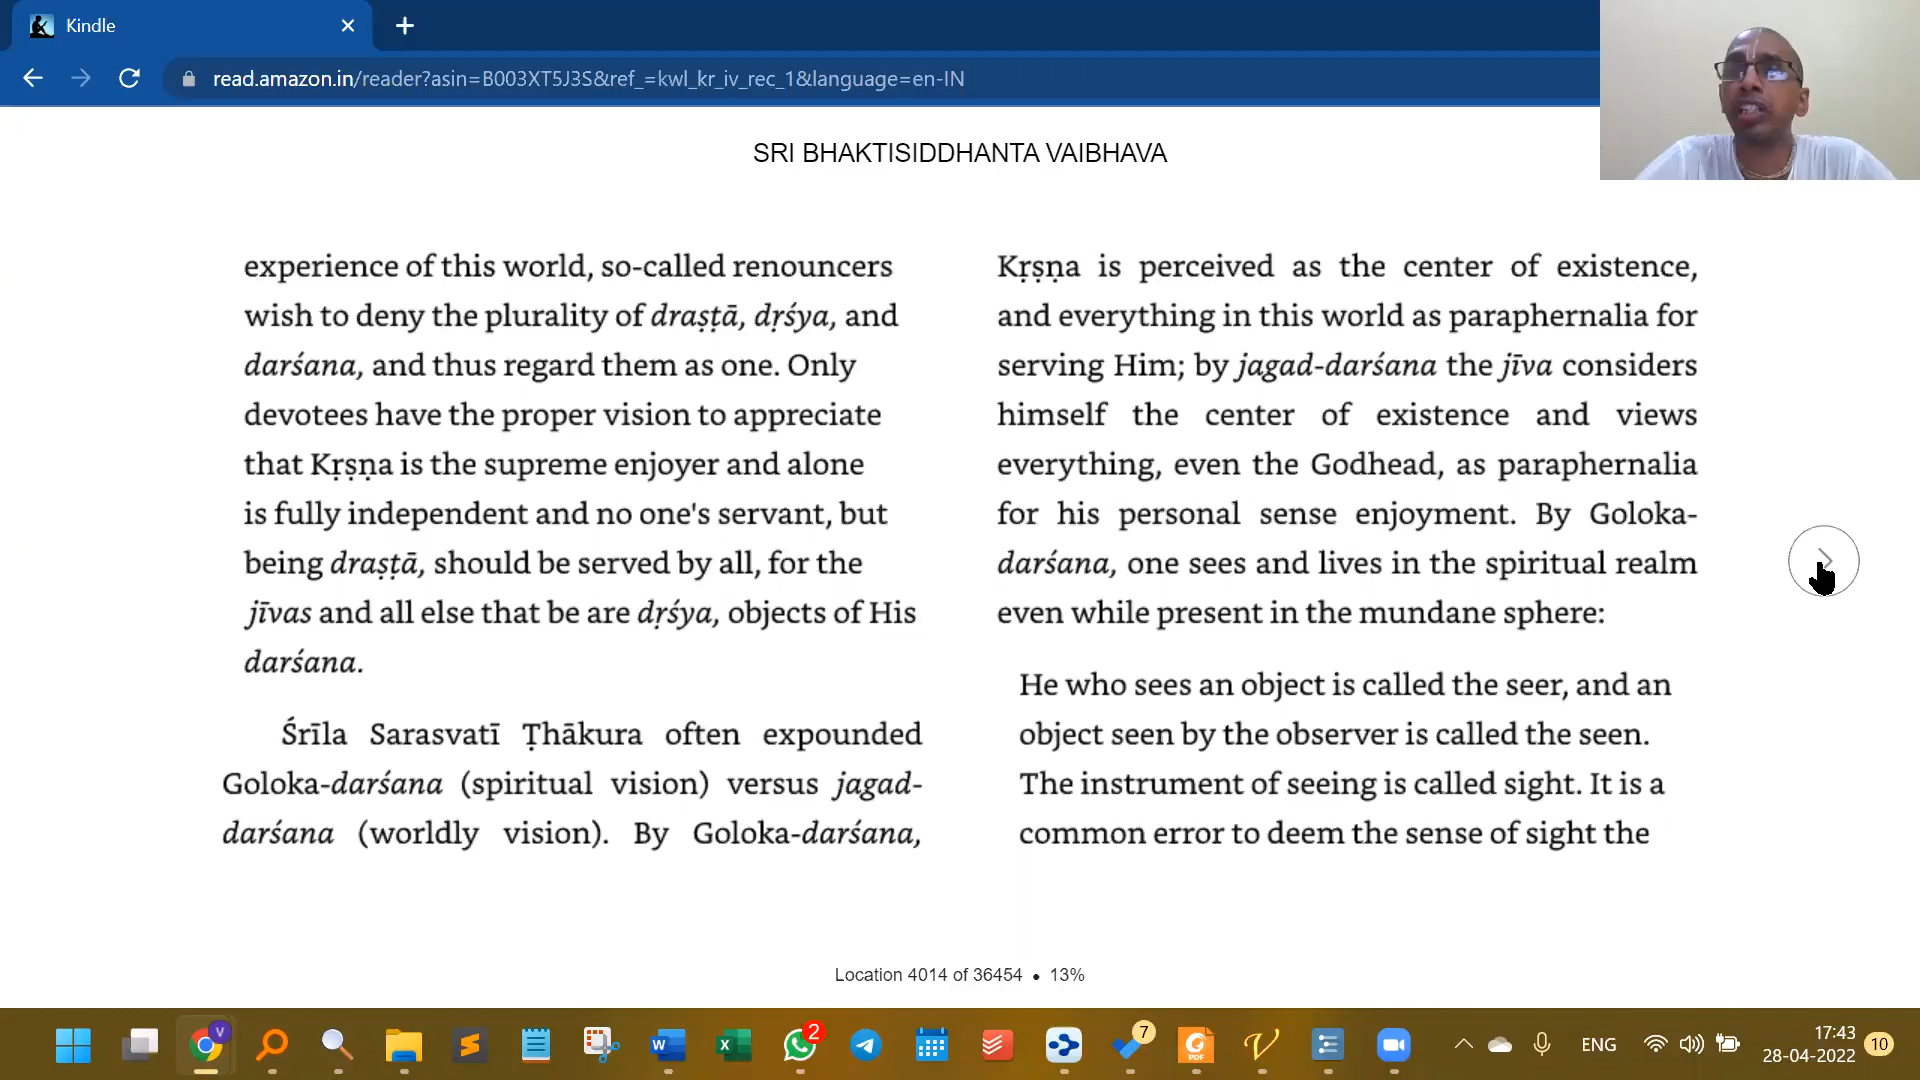 Kindle
read.amazon.in/reader?asin=B003XT5J3S&ref_=kwl_kr_iv_rec_1&language=en-IN
SRI BHAKTISIDDHANTA VAIBHAVA
experience of this world, so-called renouncers
wish to deny the plurality of draṣṭā, dṛśya, and
darśana, and thus regard them as one. Only
devotees have the proper vision to appreciate
that Kṛṣṇa is the supreme enjoyer and alone
is fully independent and no one's servant, but
being draṣṭā, should be served by all, for the
jīvas and all else that be are dṛśya, objects of His
darśana.
Śrīla Sarasvatī Ṭhākura often expounded
Goloka-darśana (spiritual vision) versus jagad-
darśana (worldly vision). By Goloka-darśana,
Kṛṣṇa is perceived as the center of existence,
and everything in this world as paraphernalia for
serving Him; by jagad-darśana the jīva considers
himself the center of existence and views
everything, even the Godhead, as paraphernalia
for his personal sense enjoyment. By Goloka-
darśana, one sees and lives in the spiritual realm
even while present in the mundane sphere:
He who sees an object is called the seer, and an
object seen by the observer is called the seen.
The instrument of seeing is called sight. It is a
common error to deem the sense of sight the
Location 4014 of 36454 • 13%
V
W
X
2
7
PDF
ENG
17:43
28-04-2022
10